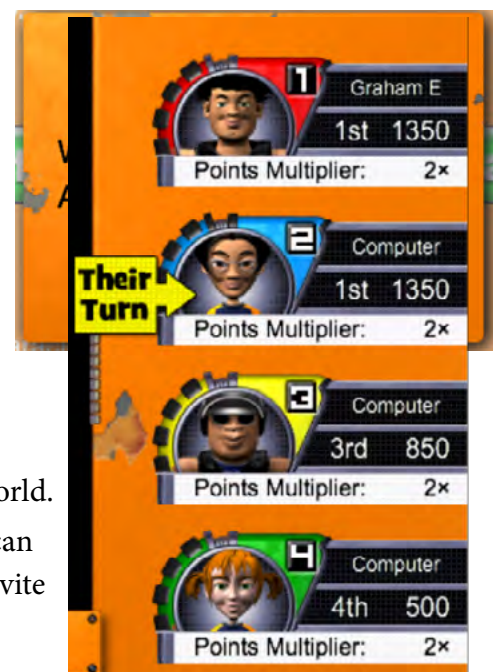 1
Graham E
1st 1350
Points Multiplier: 2×
2
Computer
Their
Turn
1st 1350
Points Multiplier: 2×
3
Computer
3rd 850
Points Multiplier: 2×
orld.
can
vite
4
Computer
4th 500
Points Multiplier: 2×